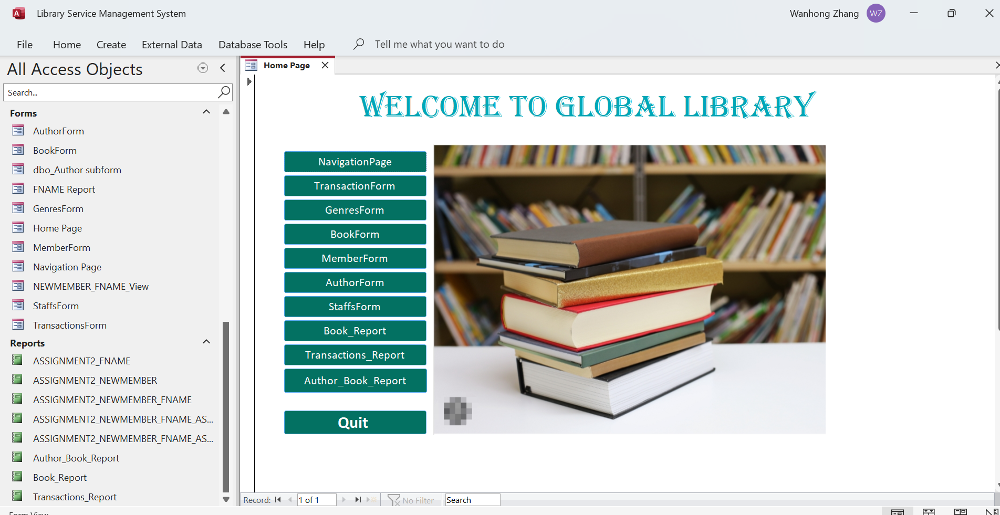 Library Service Management System
Wanhong Zhang
WZ
File Home Create External Data Database Tools Help Tell me what you want to do
All Access Objects
Search...
Forms
AuthorForm
BookForm
dbo_Author subform
FNAME Report
GenresForm
Home Page
MemberForm
Navigation Page
NEWMEMBER_FNAME_View
StaffsForm
TransactionsForm
Reports
ASSIGNMENT2_FNAME
ASSIGNMENT2_NEWMEMBER
ASSIGNMENT2_NEWMEMBER_FNAME
ASSIGNMENT2_NEWMEMBER_FNAME_AS...
ASSIGNMENT2_NEWMEMBER_FNAME_AS...
Author_Book_Report
Book_Report
Transactions_Report
Home Page
WELCOME TO GLOBAL LIBRARY
NavigationPage
TransactionForm
GenresForm
BookForm
MemberForm
AuthorForm
StaffsForm
Book_Report
Transactions_Report
Author_Book_Report
Quit
Record: 1 of 1 No Filter Search
Form View